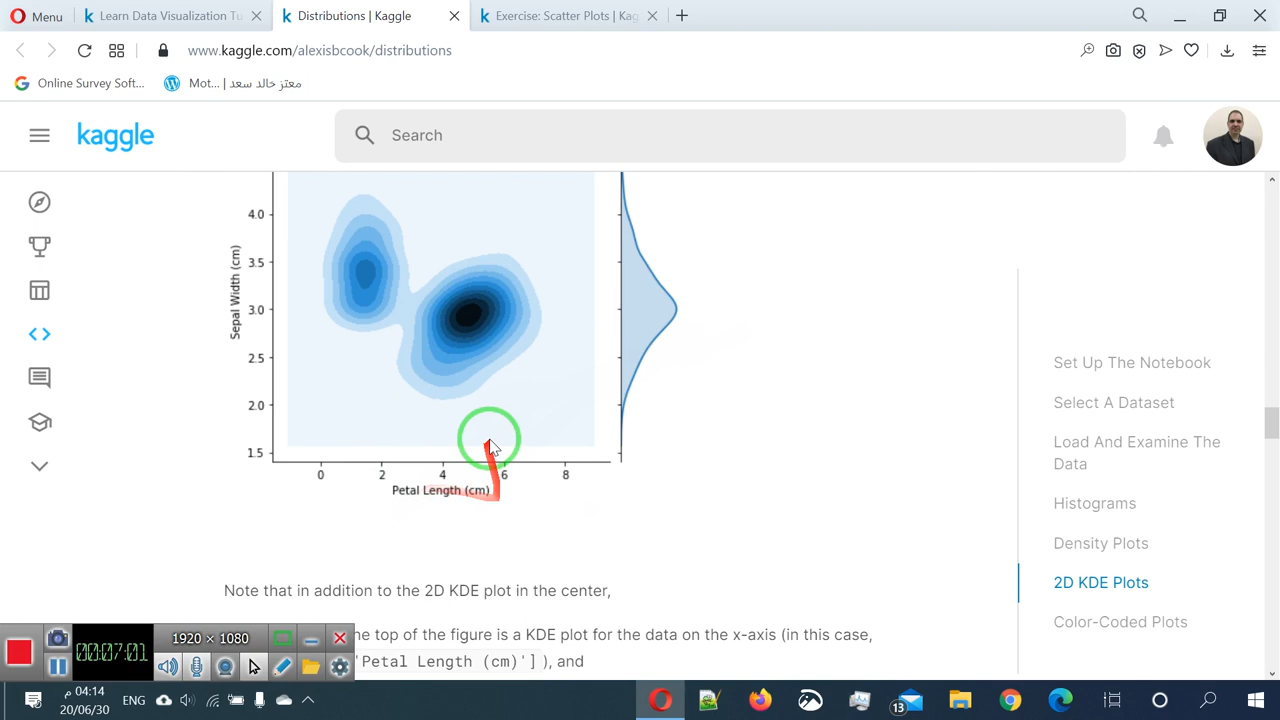 Menu
Learn Data Visualization Tu
Distributions | Kaggle
Exercise: Scatter Plots | Kag
www.kaggle.com/alexisbcook/distributions
Online Survey Soft...
Mot... | معتز خالد سعد
kaggle
Search
4.0
3.5
3.0
2.5
2.0
1.5
Sepal Width (cm)
0 2 4 6 8
Petal Length (cm)
Set Up The Notebook
Select A Dataset
Load And Examine The
Data
Histograms
Density Plots
2D KDE Plots
Color-Coded Plots
Note that in addition to the 2D KDE plot in the center,
he top of the figure is a KDE plot for the data on the x-axis (in this case,
'Petal Length (cm)'] ), and
00:07:01
1920 × 1080
04:14 م
20/06/30
ENG
13